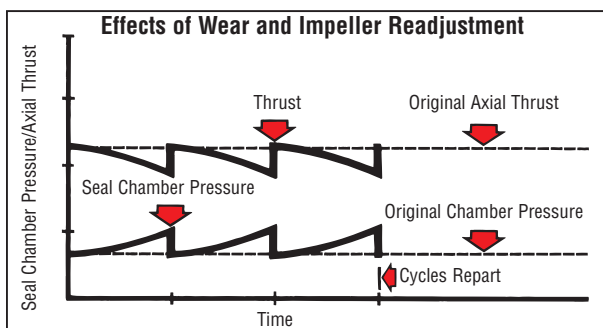 Effects of Wear and Impeller Readjustment
Seal Chamber Pressure/Axial Thrust
Thrust
Original Axial Thrust
Seal Chamber Pressure
Original Chamber Pressure
Cycles Repart
Time